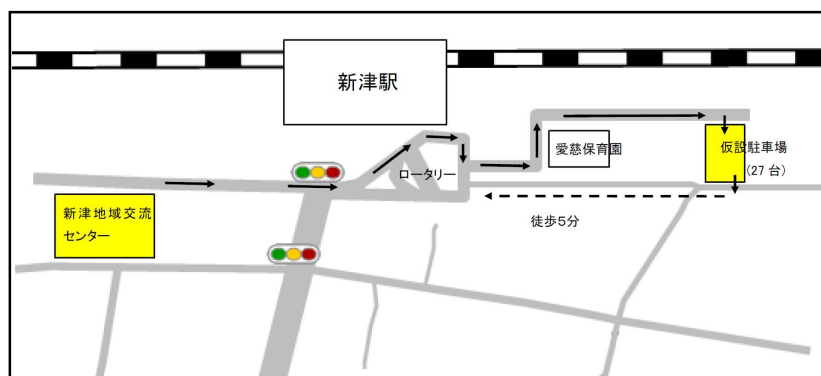 新津駅
愛慈保育園
仮設駐車場
(27 台)
ロータリー
新津地域交流
センター
徒歩5分